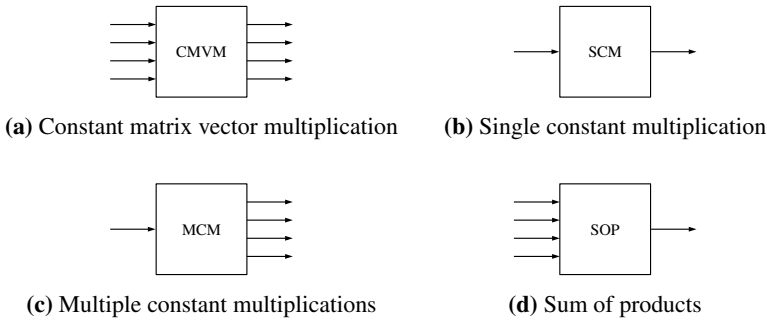 CMVM
SCM
(a) Constant matrix vector multiplication
(b) Single constant multiplication
MCM
SOP
(c) Multiple constant multiplications
(d) Sum of products